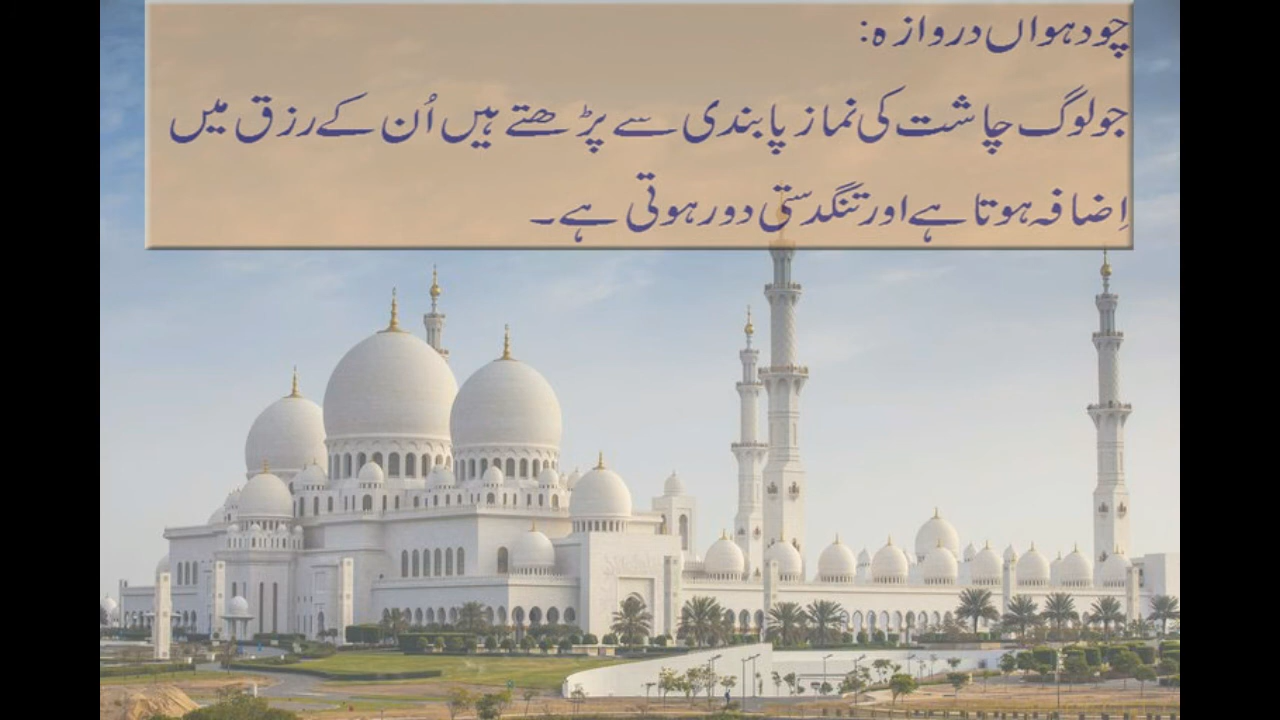 چودہواں دروازہ:
جو لوگ چاشت کی نماز پابندی سے پڑھتے ہیں اُن کے رزق میں
اِضافہ ہوتا ہے اور تنگدستی دور ہوتی ہے۔